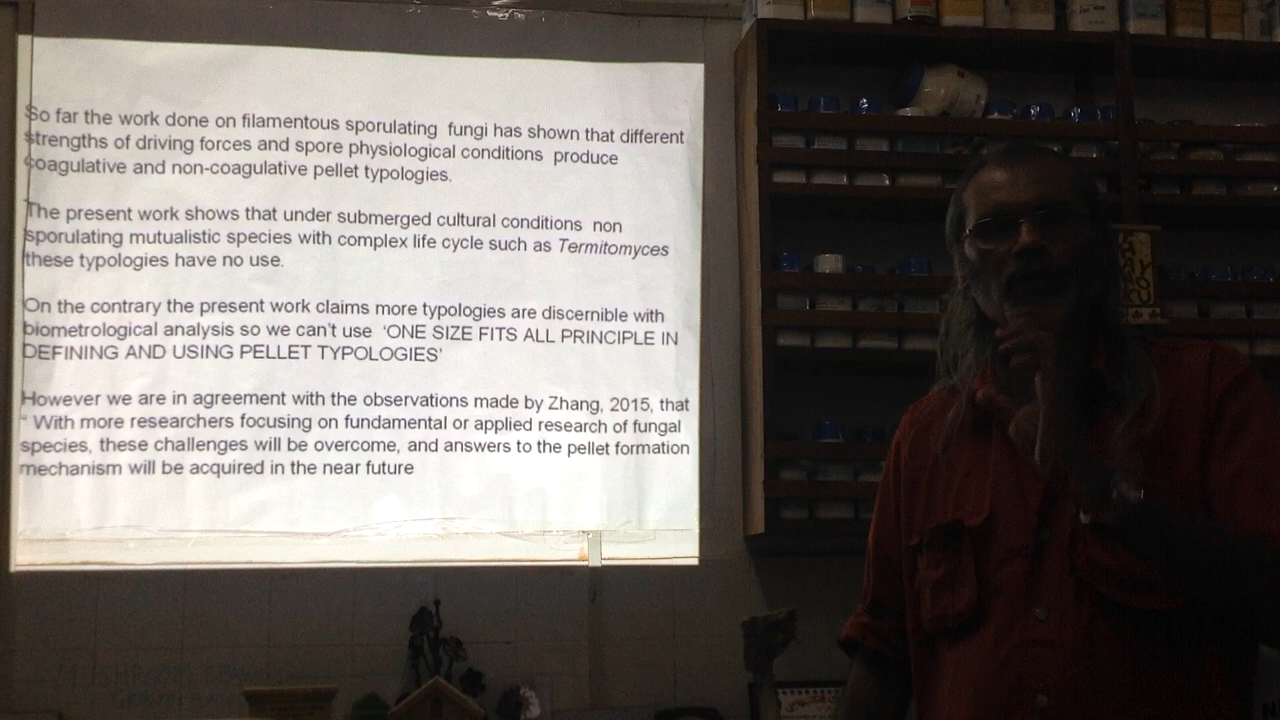 So far the work done on filamentous sporulating fungi has shown that different
strengths of driving forces and spore physiological conditions produce
coagulative and non-coagulative pellet typologies.
The present work shows that under submerged cultural conditions non
sporulating mutualistic species with complex life cycle such as Termitomyces
these typologies have no use.
On the contrary the present work claims more typologies are discernible with
biometrological analysis so we can't use 'ONE SIZE FITS ALL PRINCIPLE IN
DEFINING AND USING PELLET TYPOLOGIES'
However we are in agreement with the observations made by Zhang, 2015, that
" With more researchers focusing on fundamental or applied research of fungal
species, these challenges will be overcome, and answers to the pellet formation
mechanism will be acquired in the near future